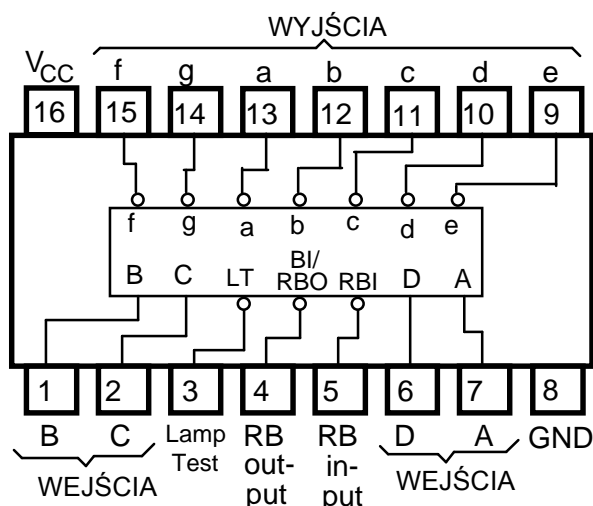 WYJŚCIA
V_CC f g a b c d e
16 15 14 13 12 11 10 9
f g a b c d e
BI/
B C LT RBO RBI D A
1 2 3 4 5 6 7 8
B C Lamp RB RB D A GND
Test out- in-
WEJŚCIA put put WEJŚCIA